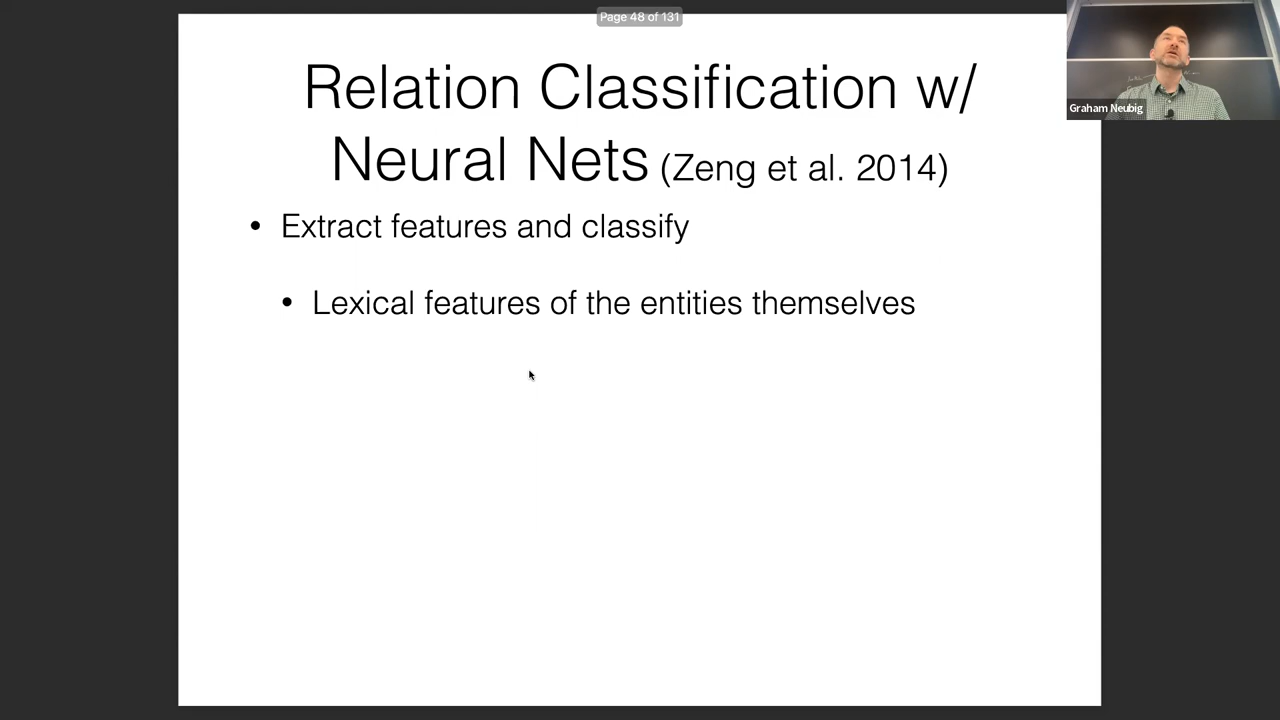 Page 48 of 131
Relation Classification w/
Neural Nets (Zeng et al. 2014)
• Extract features and classify
• Lexical features of the entities themselves
Graham Neubig